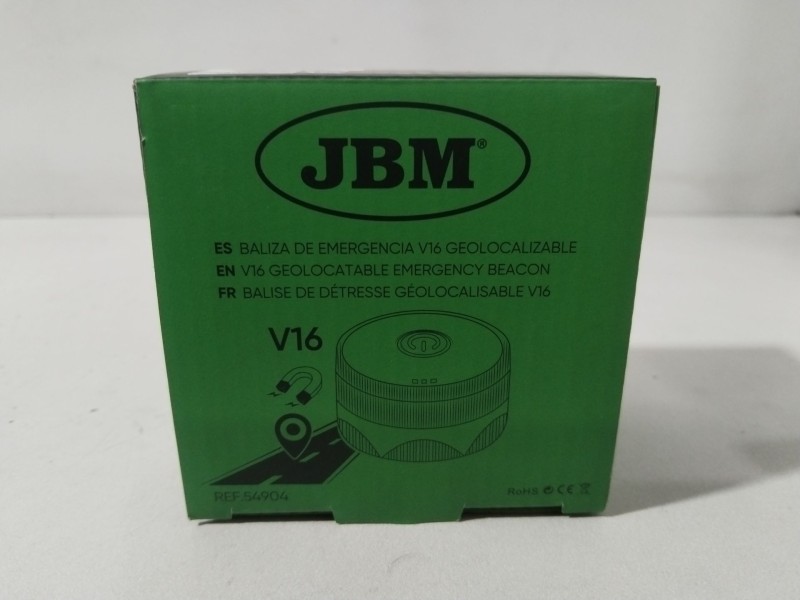 JBM®
ES BALIZA DE EMERGENCIA V16 GEOLOCALIZABLE
EN V16 GEOLOCATABLE EMERGENCY BEACON
FR BALISE DE DÉTRESSE GÉOLOCALISABLE V16
V16
REF.54904
RoHS CE